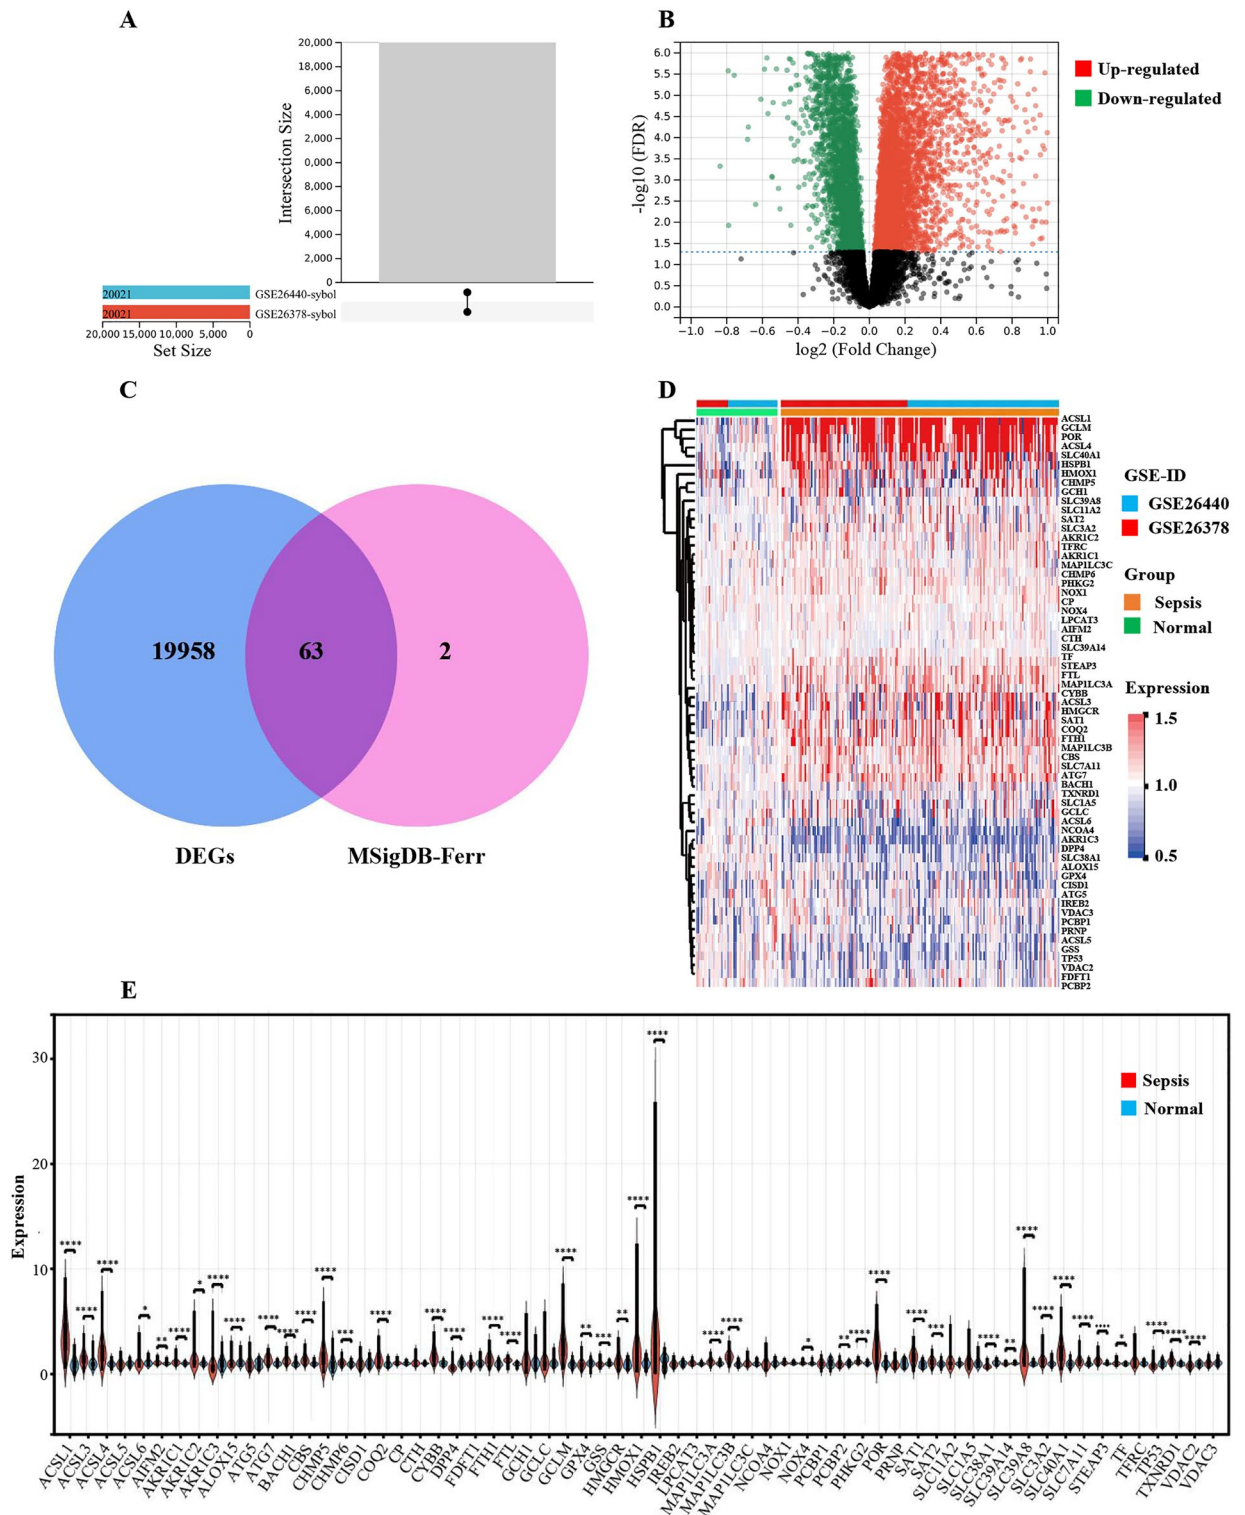 A
Intersection Size
20,000
18,000
6,000
4,000
2,000
0,000
8,000
6,000
4,000
2,000
0
20021
GSE26440-sybol
20021
GSE26378-sybol
20,000 15,000 10,000 5,000 0
Set Size
B
-log10 (FDR)
6.0
5.5
5.0
4.5
4.0
3.5
3.0
2.5
2.0
1.5
1.0
0.5
0.0
−1.0 −0.8 −0.6 −0.4 −0.2 0.0 0.2 0.4 0.6 0.8 1.0
log2 (Fold Change)
Up-regulated
Down-regulated
C
19958
63
2
DEGs
MSigDB-Ferr
D
ACSL1
GCLM
POR
ACSL4
SLC40A1
HSPB1
HMOX1
CHMP5
GCH1
SLC39A8
SLC11A2
SAT2
SLC3A2
AKR1C2
TFRC
AKR1C1
MAP1LC3C
CHMP6
PHKG2
NOX1
CP
NOX4
LPCAT3
AIFM2
CTH
SLC39A14
TF
STEAP3
FTL
MAP1LC3A
CYBB
ACSL3
HMGCR
SAT1
COQ2
FTH1
MAP1LC3B
CBS
SLC7A11
ATG7
BACH1
TXNRD1
SLC1A5
GCLC
ACSL6
NCOA4
AKR1C3
DPP4
SLC38A1
ALOX15
GPX4
CISD1
ATG5
IREB2
VDAC3
PCBP1
PRNP
ACSL5
GSS
TP53
VDAC2
FDFT1
PCBP2
GSE-ID
GSE26440
GSE26378
Group
Sepsis
Normal
Expression
1.5
1.0
0.5
E
Expression
30
20
10
0
**** **** **** * ** **** * **** **** **** **** **** **** *** **** **** **** **** **** **** ** *** ** **** **** **** **** * ** *** **** **** *** **** ** **** **** **** **** **** * **** **** ****
Sepsis
Normal
ACSL1
ACSL3
ACSL4
ACSL5
ACSL6
AIFM2
AKR1C1
AKR1C2
AKR1C3
ALOX15
ATG5
ATG7
BACH1
CBS
CHMP5
CHMP6
CISD1
COQ2
CP
CTH
CYBB
DPP4
FDFT1
FTH1
FTL
GCH1
GCLC
GCLM
GPX4
GSS
HMGCR
HMOX1
HSPB1
IREB2
LPCAT3
MAP1LC3A
MAP1LC3B
MAP1LC3C
NCOA4
NOX1
NOX4
PCBP1
PCBP2
PHKG2
POR
PRNP
SAT1
SAT2
SLC11A2
SLC1A5
SLC38A1
SLC39A14
SLC39A8
SLC3A2
SLC40A1
SLC7A11
STEAP3
TF
TFRC
TP53
TXNRD1
VDAC2
VDAC3